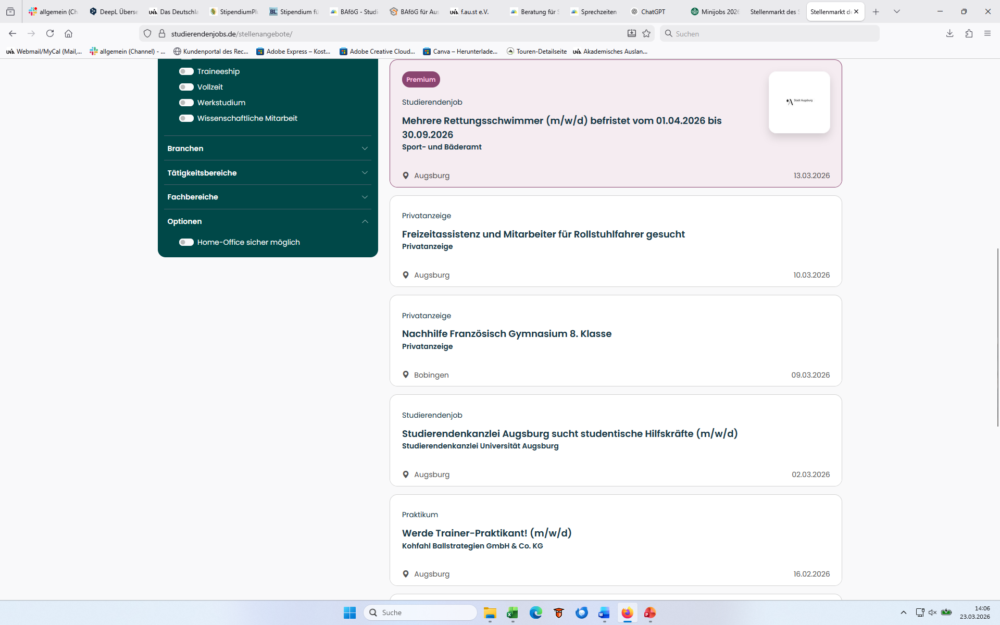 allgemein (Ch
DeepL Überse
Das Deutschla
StipendiumPlu
Stipendium fü
BAföG - Studi
BAföG für Aus
f.au.st e.V.
Beratung für S
Sprechzeiten
ChatGPT
Minijobs 2026
Stellenmarkt des S
Stellenmarkt de
studierendenjobs.de/stellenangebote/
Suchen
Webmail/MyCal (Mail,...
allgemein (Channel) - ...
Kundenportal des Rec...
Adobe Express – Kost...
Adobe Creative Cloud...
Canva – Herunterlade...
Touren-Detailseite
Akademisches Auslan...
Traineeship
Vollzeit
Werkstudium
Wissenschaftliche Mitarbeit
Branchen
Tätigkeitsbereiche
Fachbereiche
Optionen
Home-Office sicher möglich
Premium
Stadt Augsburg
Studierendenjob
Mehrere Rettungsschwimmer (m/w/d) befristet vom 01.04.2026 bis
30.09.2026
Sport- und Bäderamt
Augsburg
13.03.2026
Privatanzeige
Freizeitassistenz und Mitarbeiter für Rollstuhlfahrer gesucht
Privatanzeige
Augsburg
10.03.2026
Privatanzeige
Nachhilfe Französisch Gymnasium 8. Klasse
Privatanzeige
Bobingen
09.03.2026
Studierendenjob
Studierendenkanzlei Augsburg sucht studentische Hilfskräfte (m/w/d)
Studierendenkanzlei Universität Augsburg
Augsburg
02.03.2026
Praktikum
Werde Trainer-Praktikant! (m/w/d)
Kohfahl Ballstrategien GmbH & Co. KG
Augsburg
16.02.2026
Suche
14:06
23.03.2026